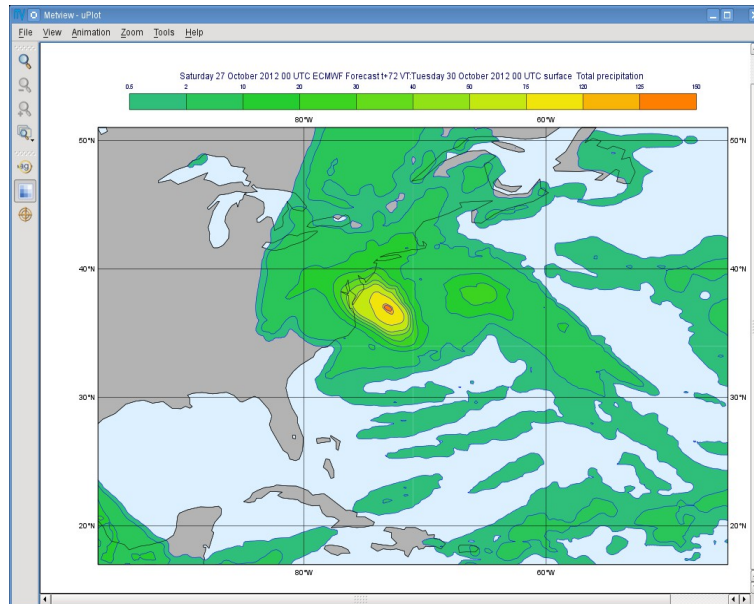 Metview - uPlot
File View Animation Zoom Tools Help
Saturday 27 October 2012 00 UTC ECMWF Forecast t+72 VT:Tuesday 30 October 2012 00 UTC surface Total precipitation
0.5 2 10 20 30 40 50 75 120 125 150
80°W 60°W
50°N 50°N
40°N 40°N
30°N 30°N
20°N 20°N
80°W 60°W